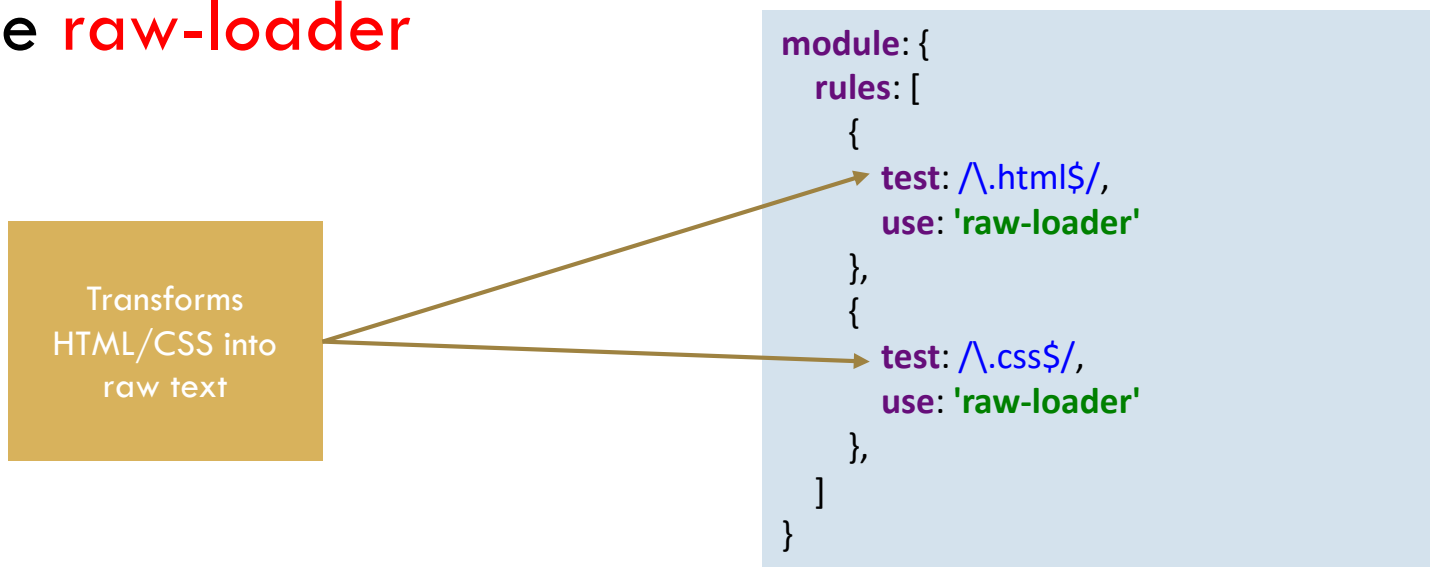 e raw-loader
Transforms
HTML/CSS into
raw text
module: {
rules: [
{
test: /\.html$/,
use: 'raw-loader'
},
{
test: /\.css$/,
use: 'raw-loader'
},
]
}